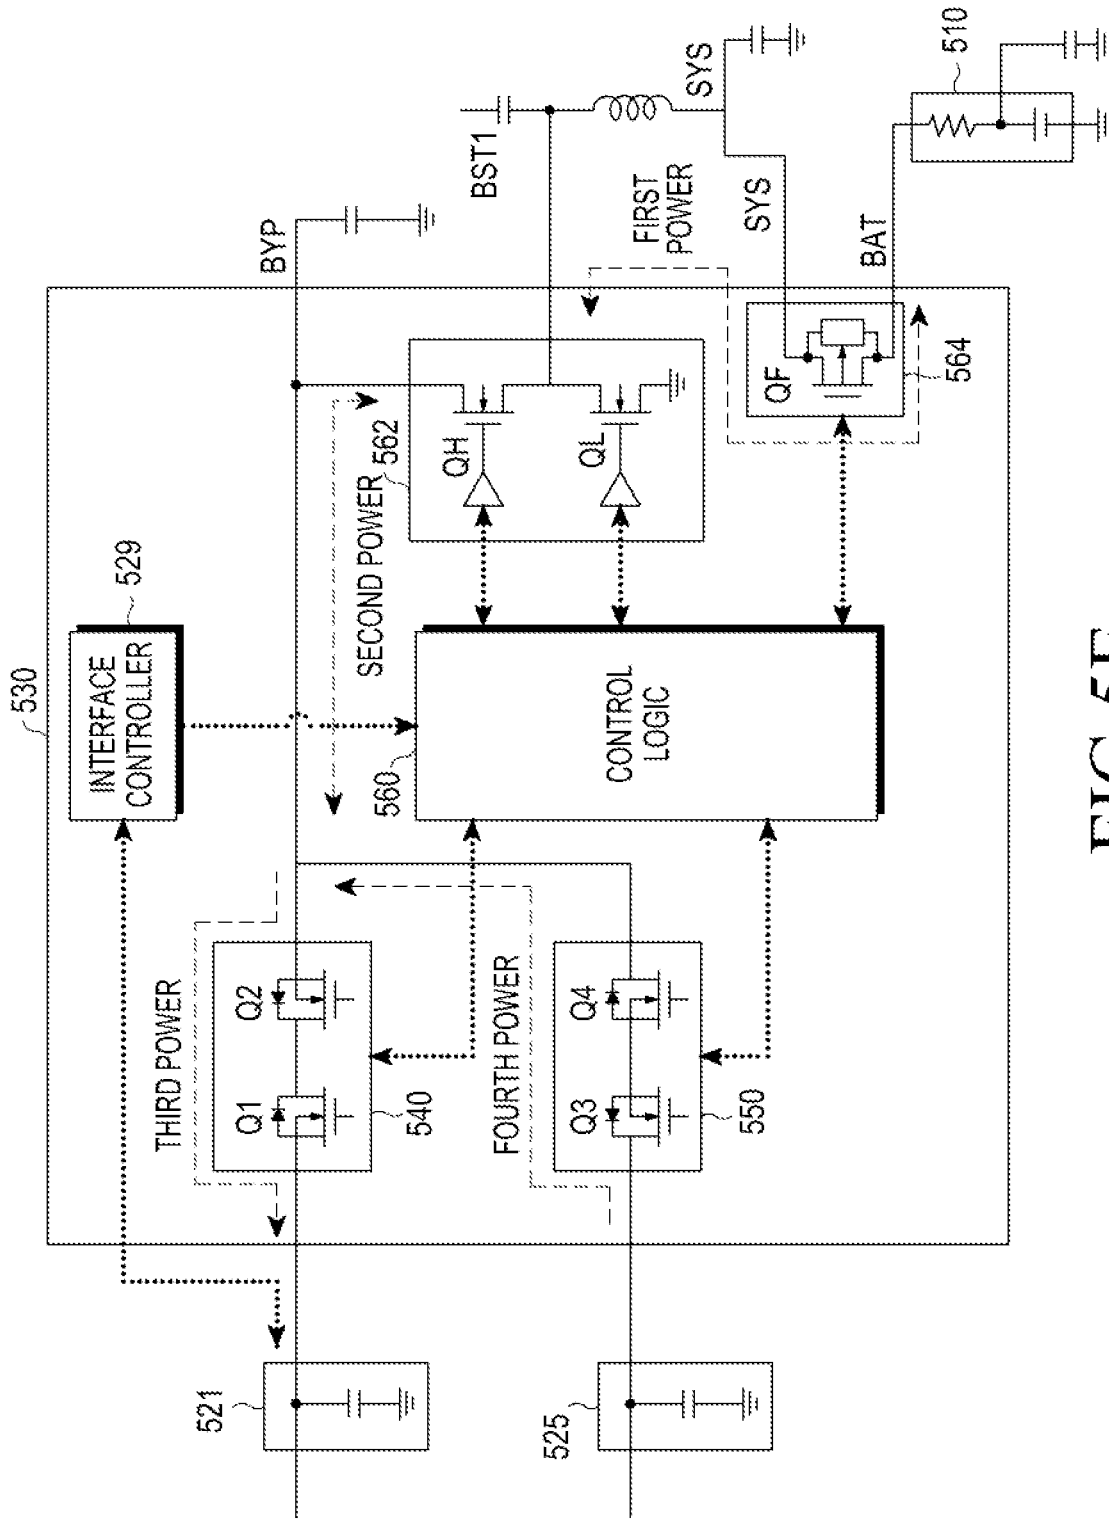 530
INTERFACE
CONTROLLER
529
THIRD POWER
521
Q1
Q2
BYP
SECOND POWER
562
560
540
QH
BST1
FOURTH POWER
525
Q3
Q4
QL
CONTROL
LOGIC
FIRST
POWER
SYS
550
QF
SYS
BAT
564
510
FIG